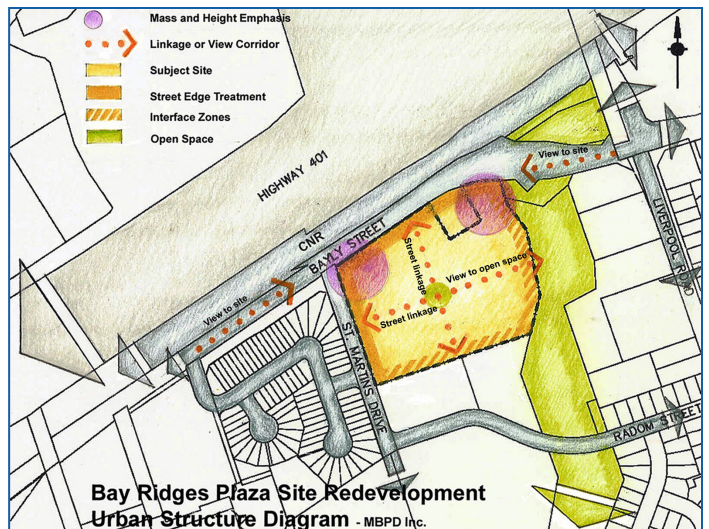 Mass and Height Emphasis
Linkage or View Corridor
Subject Site
Street Edge Treatment
Interface Zones
Open Space
HIGHWAY 401
CNR
BAYLY STREET
View to site
View to site
LIVERPOOL ROAD
Street linkage
View to open space
Street linkage
ST. MARTINS DRIVE
RADOM STREET
Bay Ridges Plaza Site Redevelopment
Urban Structure Diagram - MBPD Inc.